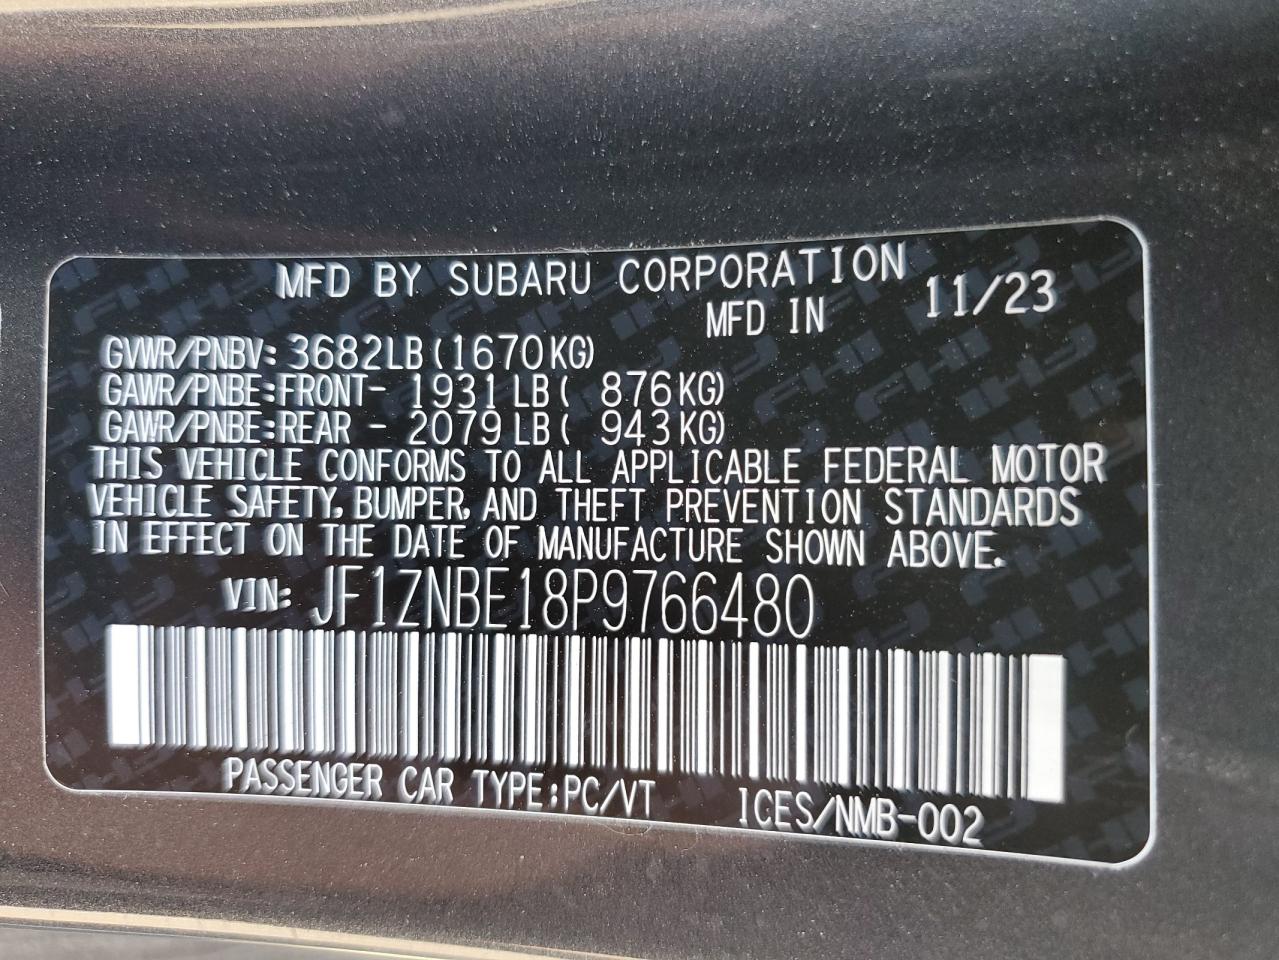 MFD BY SUBARU CORPORATION
MFD IN 11/23
GVWR/PNBV: 3682LB (1670KG)
GAWR/PNBE: FRONT- 1931LB ( 876KG)
GAWR/PNBE: REAR - 2079LB ( 943KG)
THIS VEHICLE CONFORMS TO ALL APPLICABLE FEDERAL MOTOR
VEHICLE SAFETY, BUMPER, AND THEFT PREVENTION STANDARDS
IN EFFECT ON THE DATE OF MANUFACTURE SHOWN ABOVE.
VIN: JF1ZNBE18P9766480
PASSENGER CAR TYPE:PC/VT ICES/NMB-002